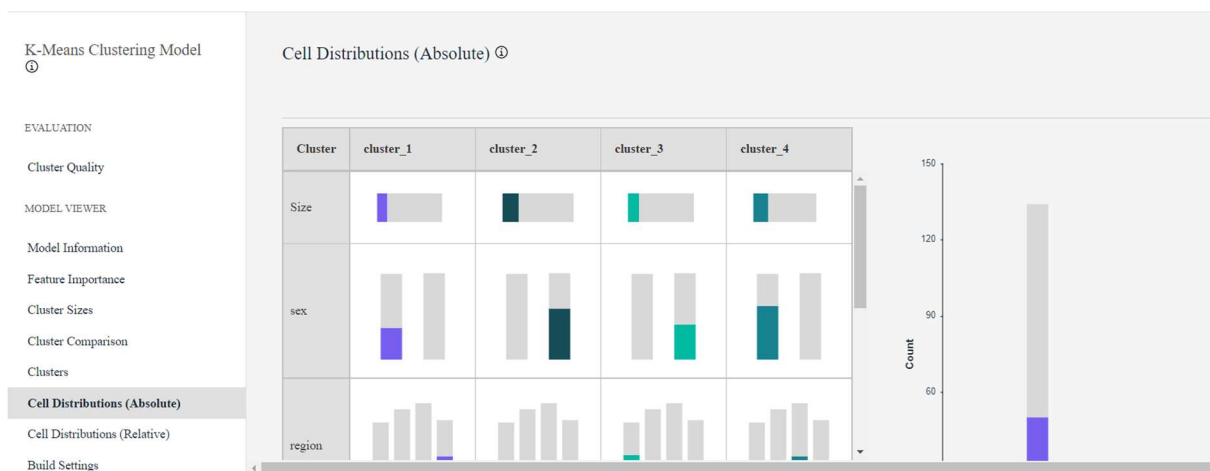 K-Means Clustering Model
EVALUATION
Cluster Quality
MODEL VIEWER
Model Information
Feature Importance
Cluster Sizes
Cluster Comparison
Clusters
Cell Distributions (Absolute)
Cell Distributions (Relative)
Build Settings
Cell Distributions (Absolute)
Cluster cluster_1 cluster_2 cluster_3 cluster_4
Size
sex
region
150
120
90
60
Count